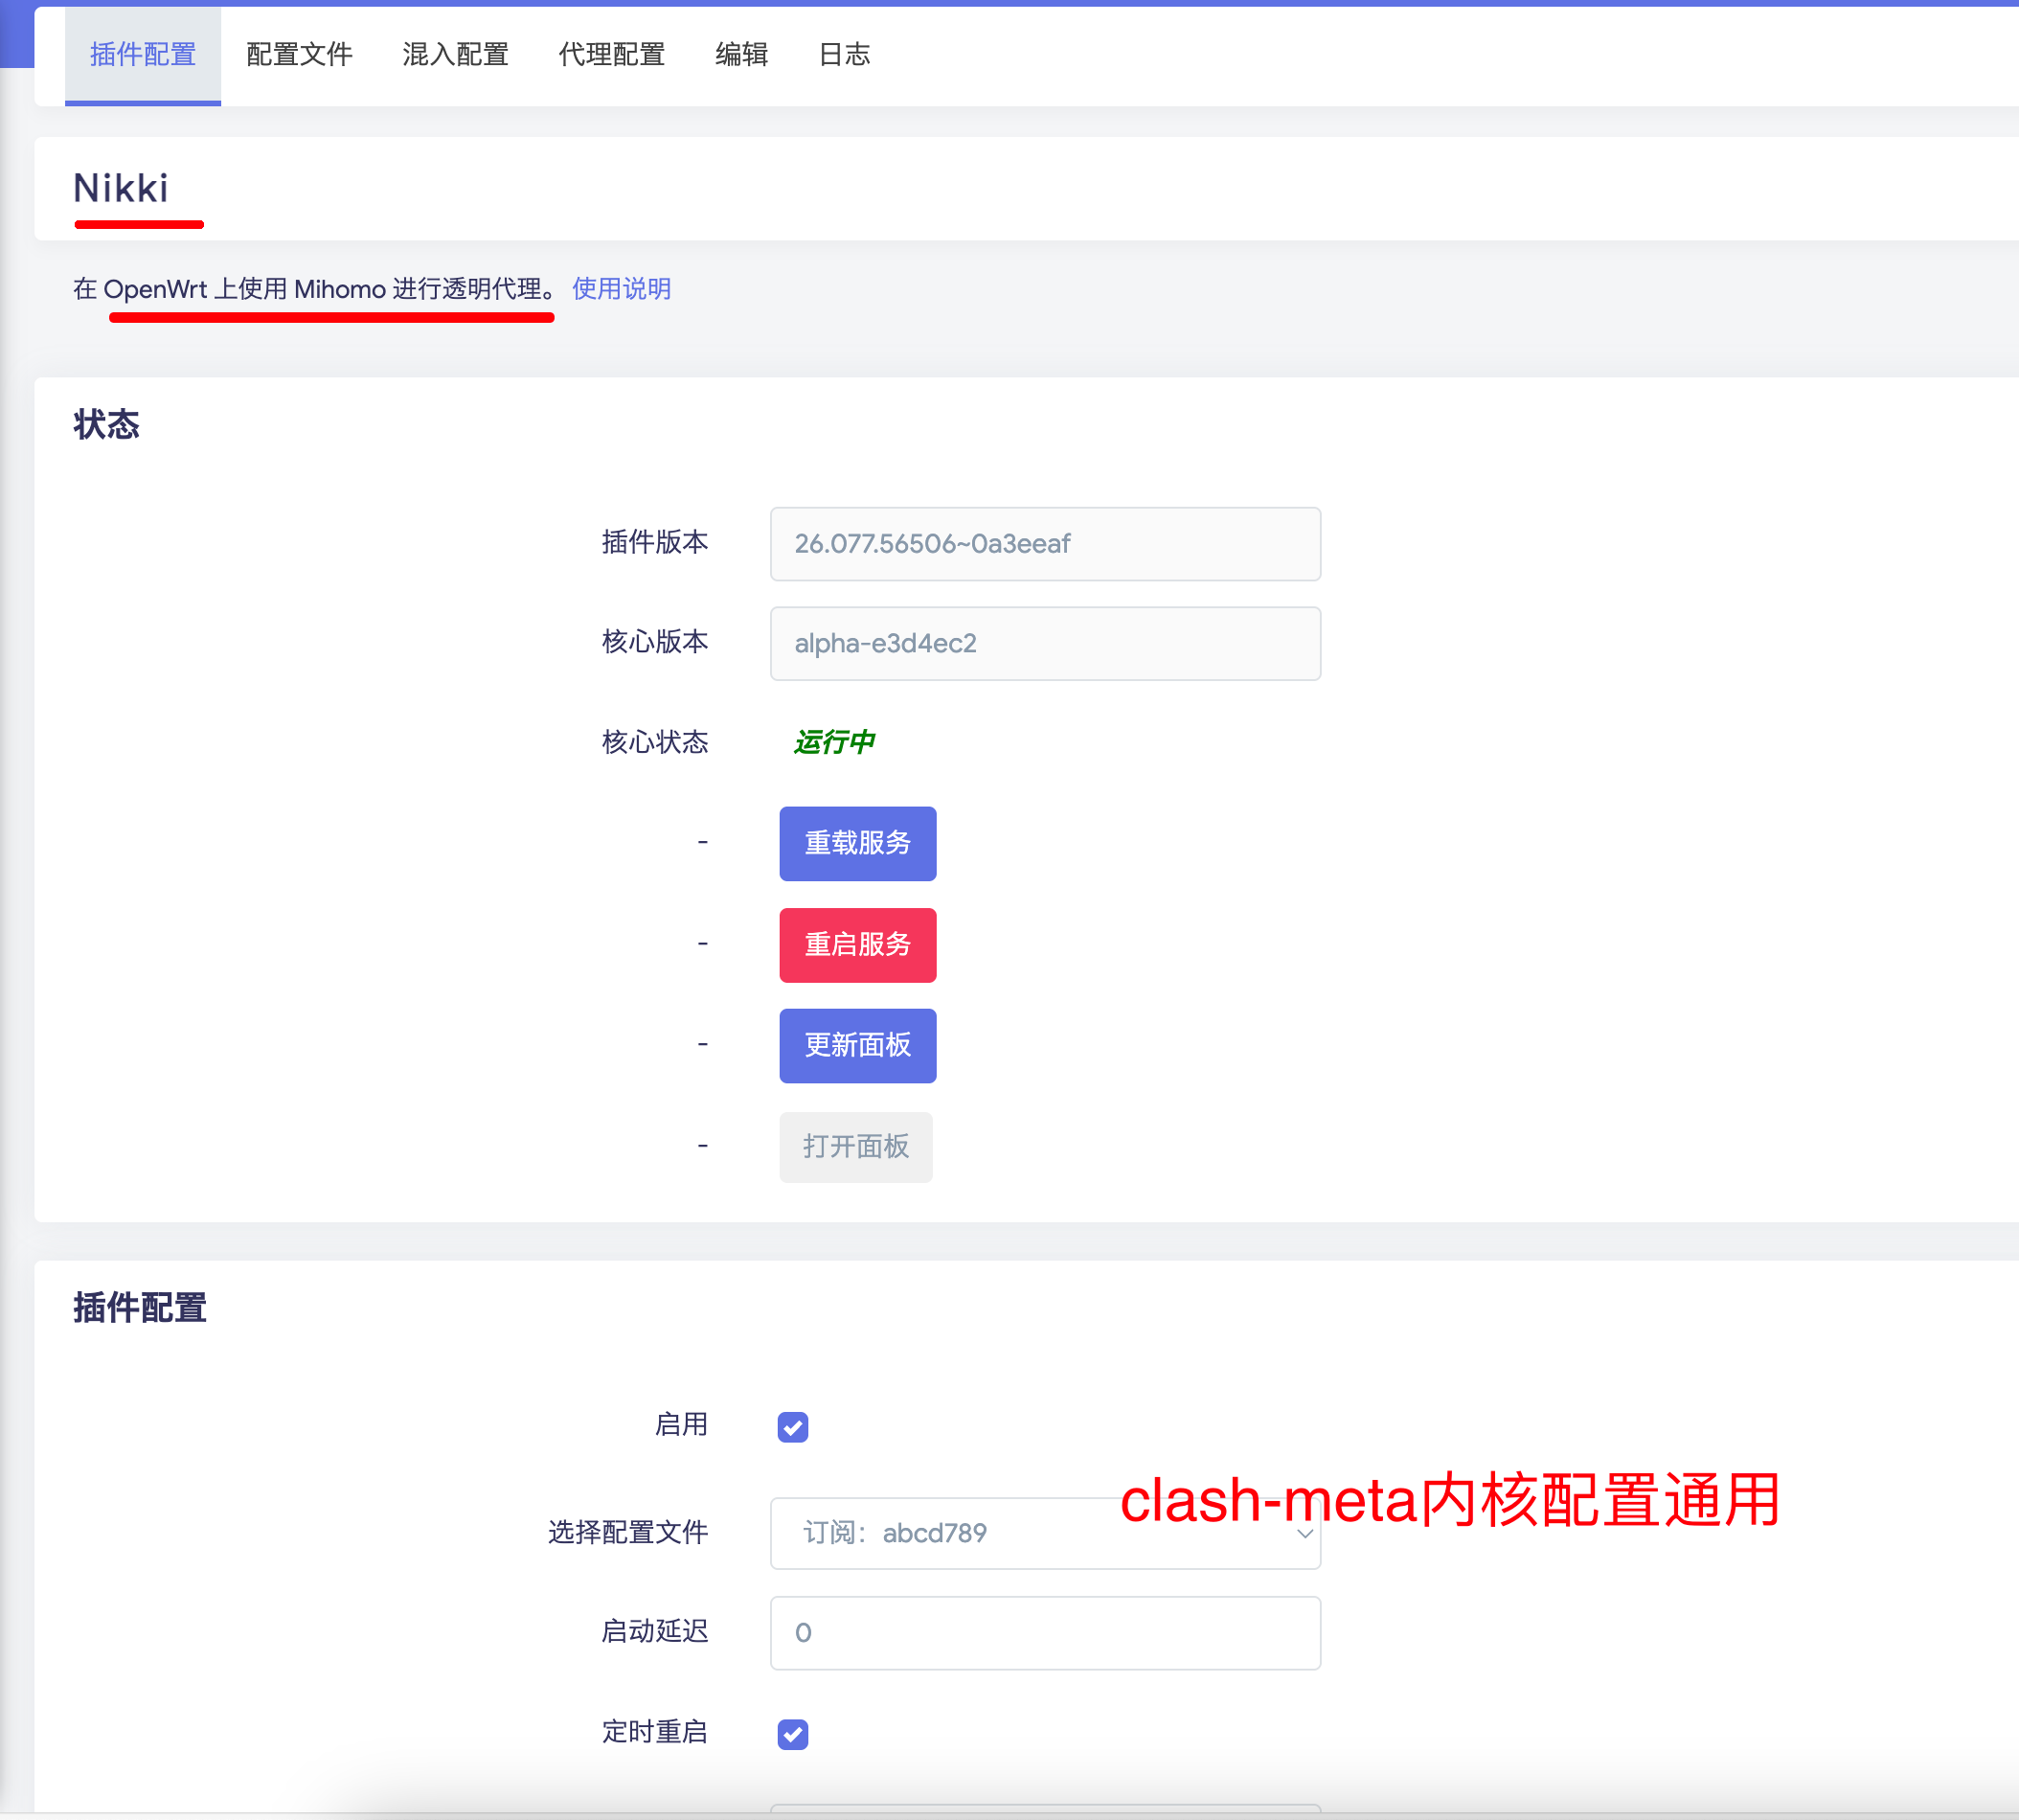 插件配置 配置文件 混入配置 代理配置 编辑 日志
Nikki
在 OpenWrt 上使用 Mihomo 进行透明代理。 使用说明
状态
插件版本 26.077.56506~0a3eeaf
核心版本 alpha-e3d4ec2
核心状态 运行中
- 重载服务
- 重启服务
- 更新面板
- 打开面板
插件配置
启用
clash-meta内核配置通用
选择配置文件 订阅：abcd789
启动延迟 0
定时重启